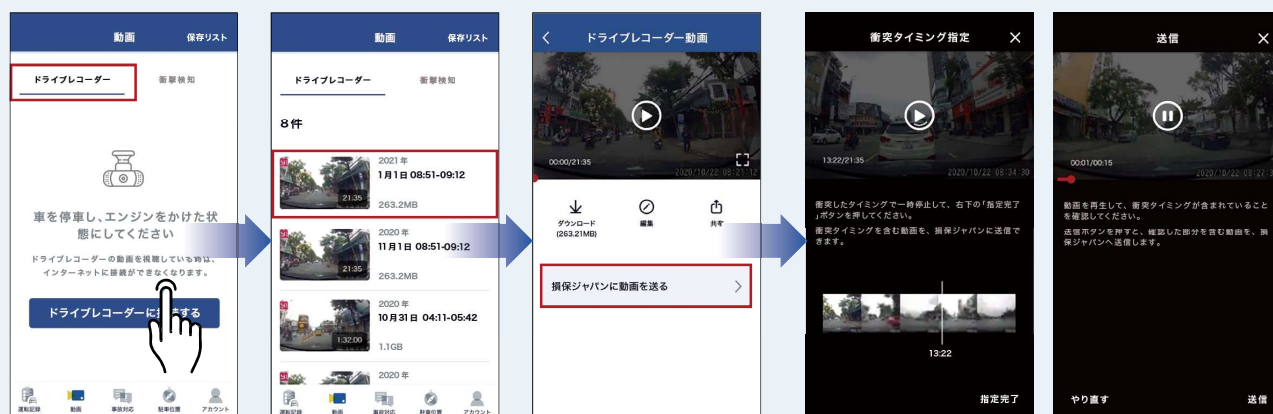 動画
保存リスト
ドライブレコーダー
衝撃検知
車を停車し、エンジンをかけた状
態にしてください
ドライブレコーダーの動画を視聴している時は、
インターネットに接続ができなくなります。
ドライブレコーダーに
する
運転記録
動画
事故対応
駐車位置
アカウント
動画
保存リスト
ドライブレコーダー
衝撃検知
8件
2021年
1月1日 08:51-09:12
21:35
263.2MB
2020年
11月1日 08:51-09:12
21:35
263.2MB
2020年
10月31日 04:11-05:42
1:32:00
1.1GB
2020年
運転記録
動画
事故対応
駐車位置
アカウント
ドライブレコーダー動画
00:00/21:35
2020/10/22 08:21:12
ダウンロード
(263.21MB)
編集
共有
損保ジャパンに動画を送る
衝突タイミング指定
13:22/21:35
2020/10/22 08:34:30
衝突したタイミングで一時停止して、右下の「指定完了
」ボタンを押してください。
衝突タイミングを含む動画を、損保ジャパンに送信で
きます。
13:22
指定完了
送信
00:01/00:15
2020/10/22 08:27:3
動画を再生して、衝突タイミングが含まれていること
を確認してください。
送信ボタンを押すと、確認した部分を含む動画を、損
保ジャパンへ送信します。
やり直す
送信